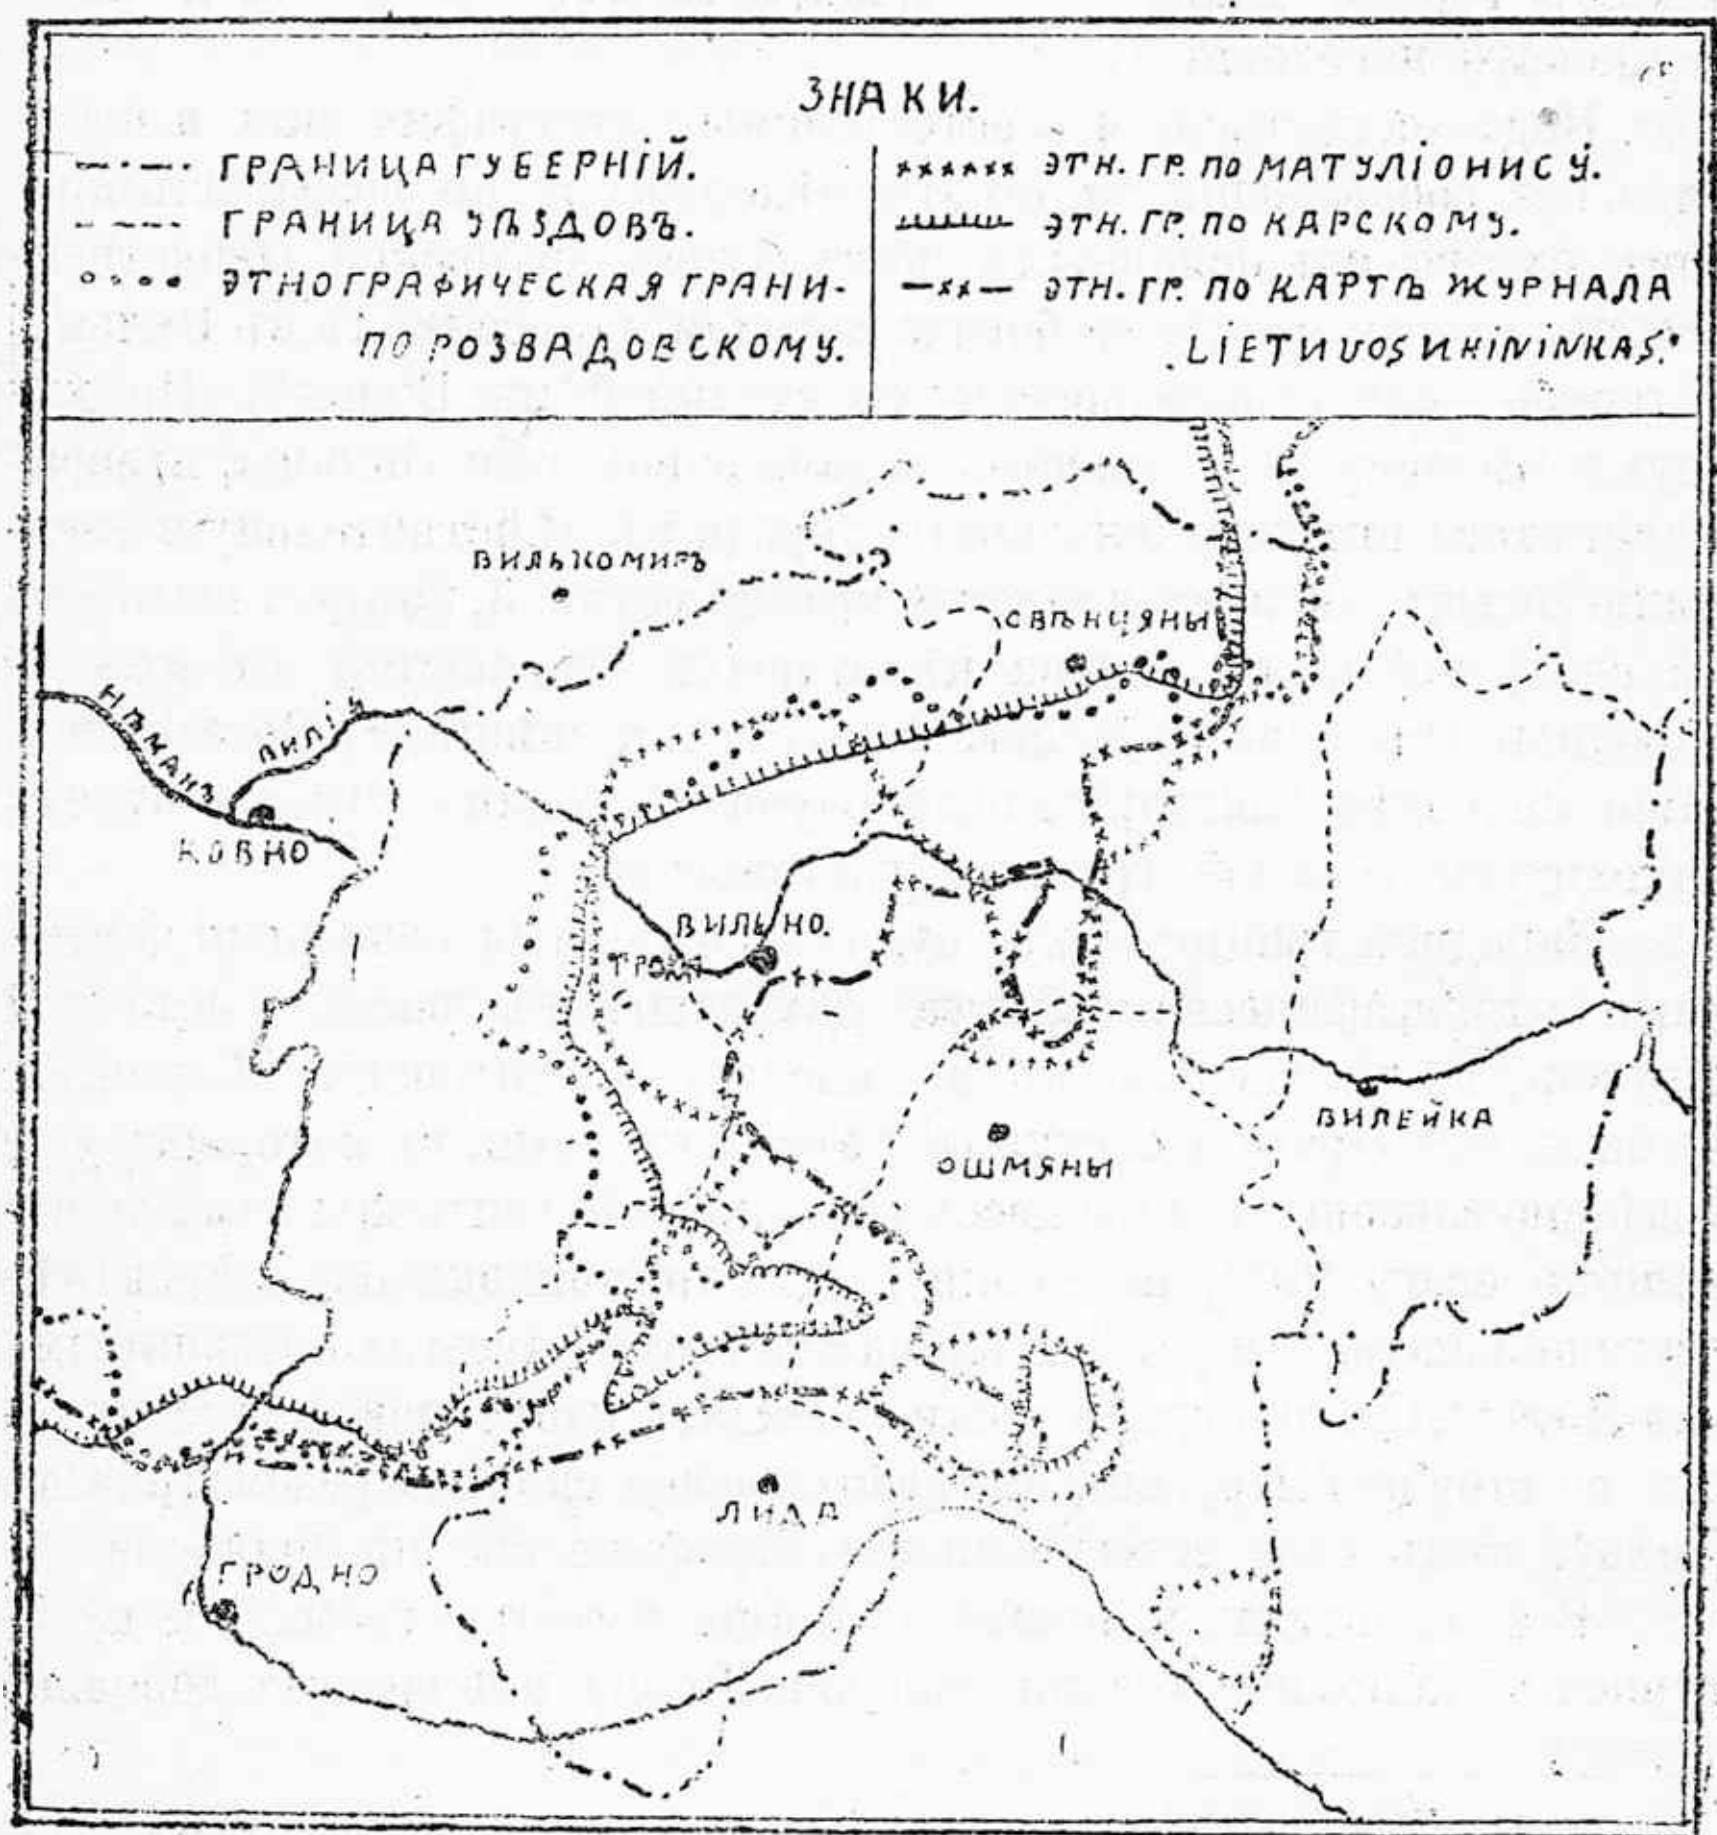 ЗНАКИ.
ГРАНИЦА ГУБЕРНІЙ.
ГРАНИЦА УѢЗДОВЪ.
ЭТНОГРАФИЧЕСКАЯ ГРАНИ-
ПО РОЗВАДОВСКОМУ.
ЭТН. ГР. ПО МАТУЛІОНИСУ.
ЭТН. ГР. ПО КАРСКОМУ.
ЭТН. ГР. ПО КАРТѢ ЖУРНАЛА
„LIETUVOS UKININKAS."
ВИЛЬКОМИРЪ
СВѢНЦЯНЫ
НѢМАНЪ
ВИЛІЯ
КОВНО
ВИЛЬНО.
ТРОКИ
ВИЛЕЙКА
ОШМЯНЫ
ЛИДА
ГРОДНО